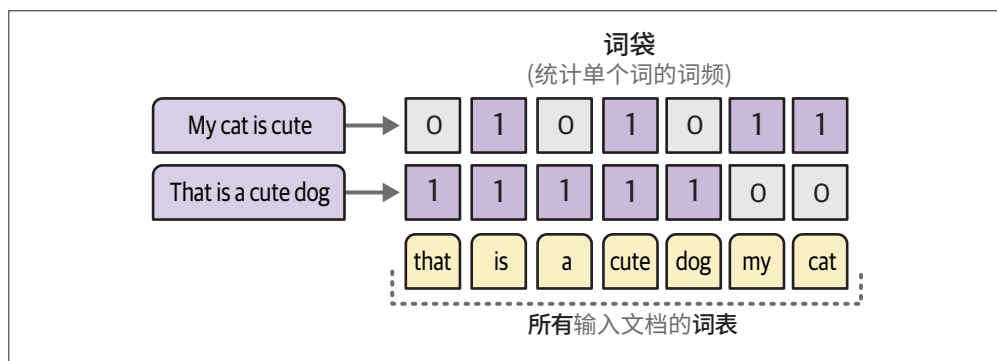 词袋
(统计单个词的词频)
My cat is cute 0 1 0 1 0 1 1
That is a cute dog 1 1 1 1 1 0 0
that is a cute dog my cat
所有输入文档的词表